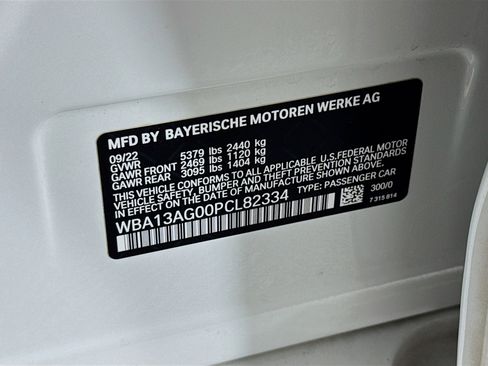 MFD BY BAYERISCHE MOTOREN WERKE AG
09/22 5379 lbs 2440 kg
GVWR
GAWR FRONT 2469 lbs 1120 kg
GAWR REAR 3095 lbs 1404 kg
THIS VEHICLE CONFORMS TO ALL APPLICABLE U.S.FEDERAL MOTOR
VEHICLE SAFETY, BUMPER AND THEFT PREVENTION STANDARDS
IN EFFECT ON THE DATE OF MANUFACTURE SHOWN ABOVE.
WBA13AG00PCL82334 TYPE: PASSENGER CAR
300/0
7 315 614